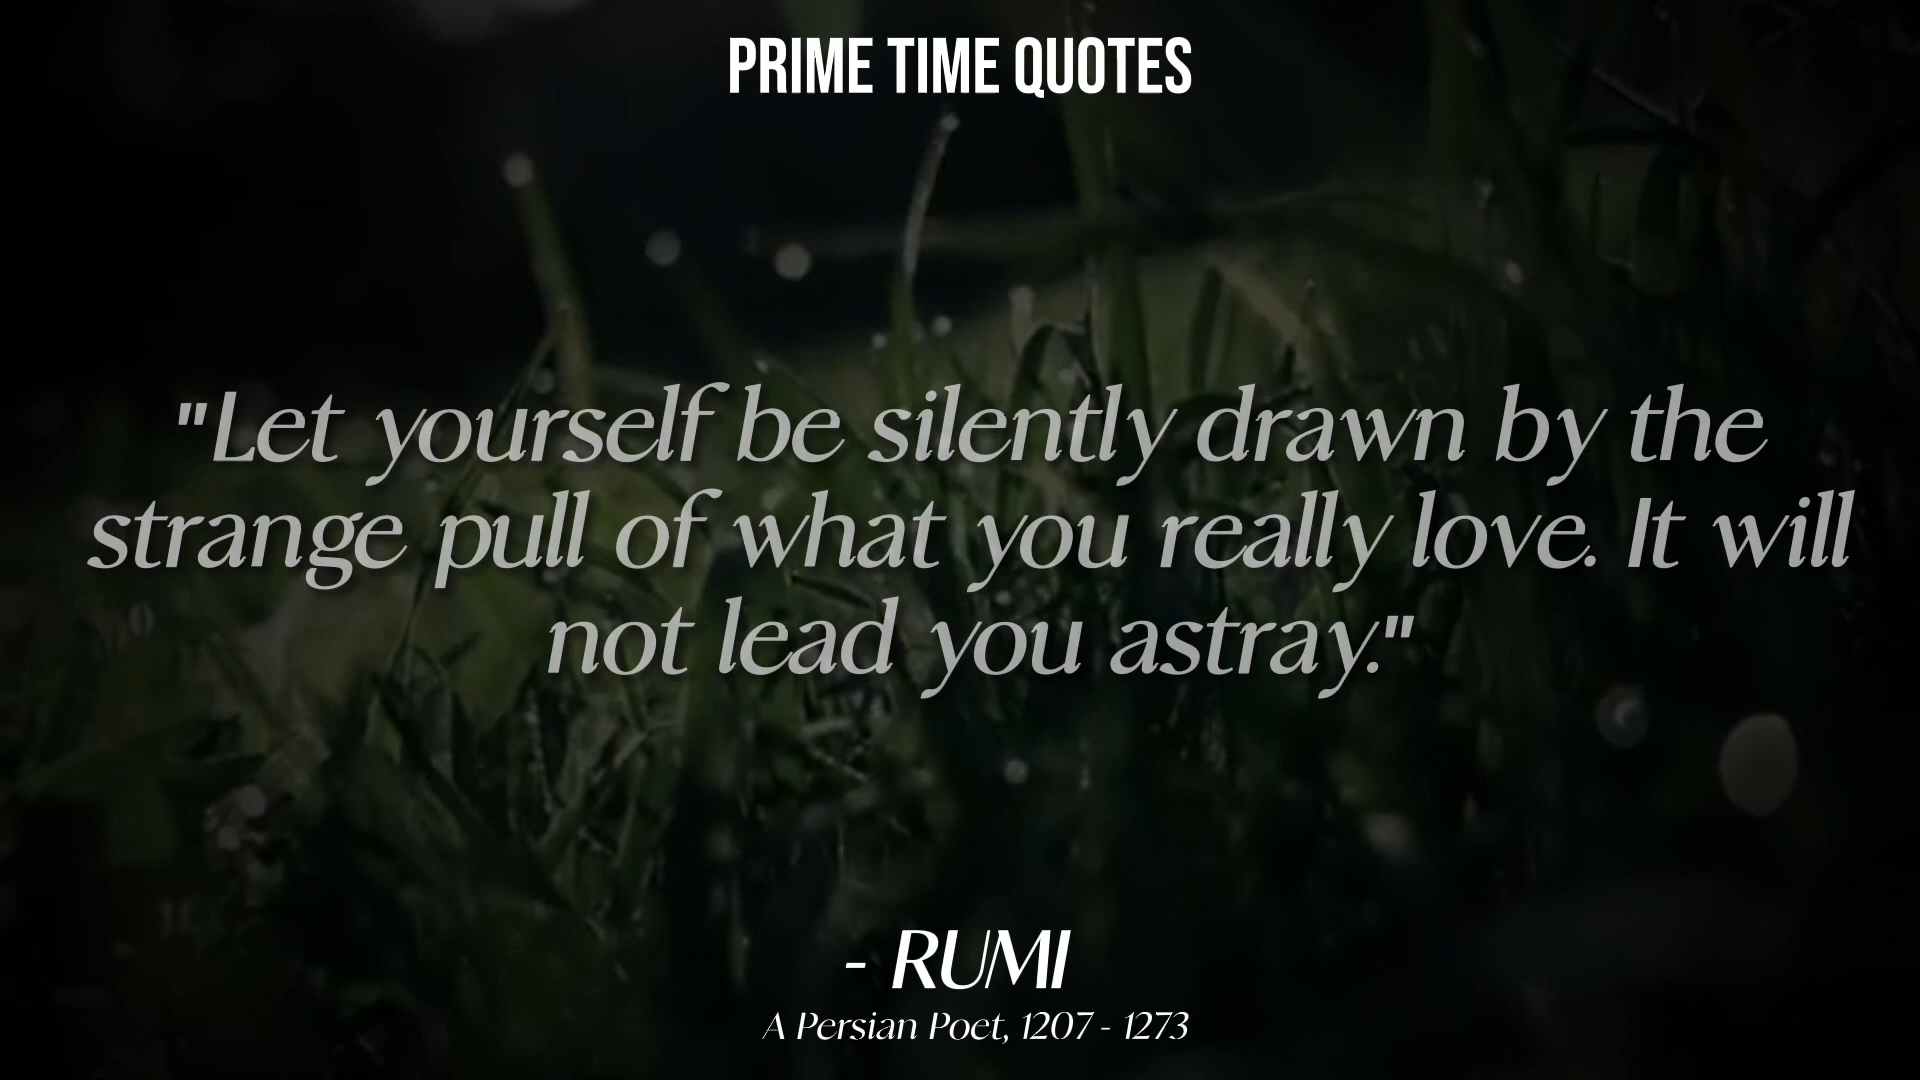 PRIME TIME QUOTES
"Let yourself be silently drawn by the
strange pull of what you really love. It will
not lead you astray."
- RUMI
A Persian Poet, 1207 - 1273